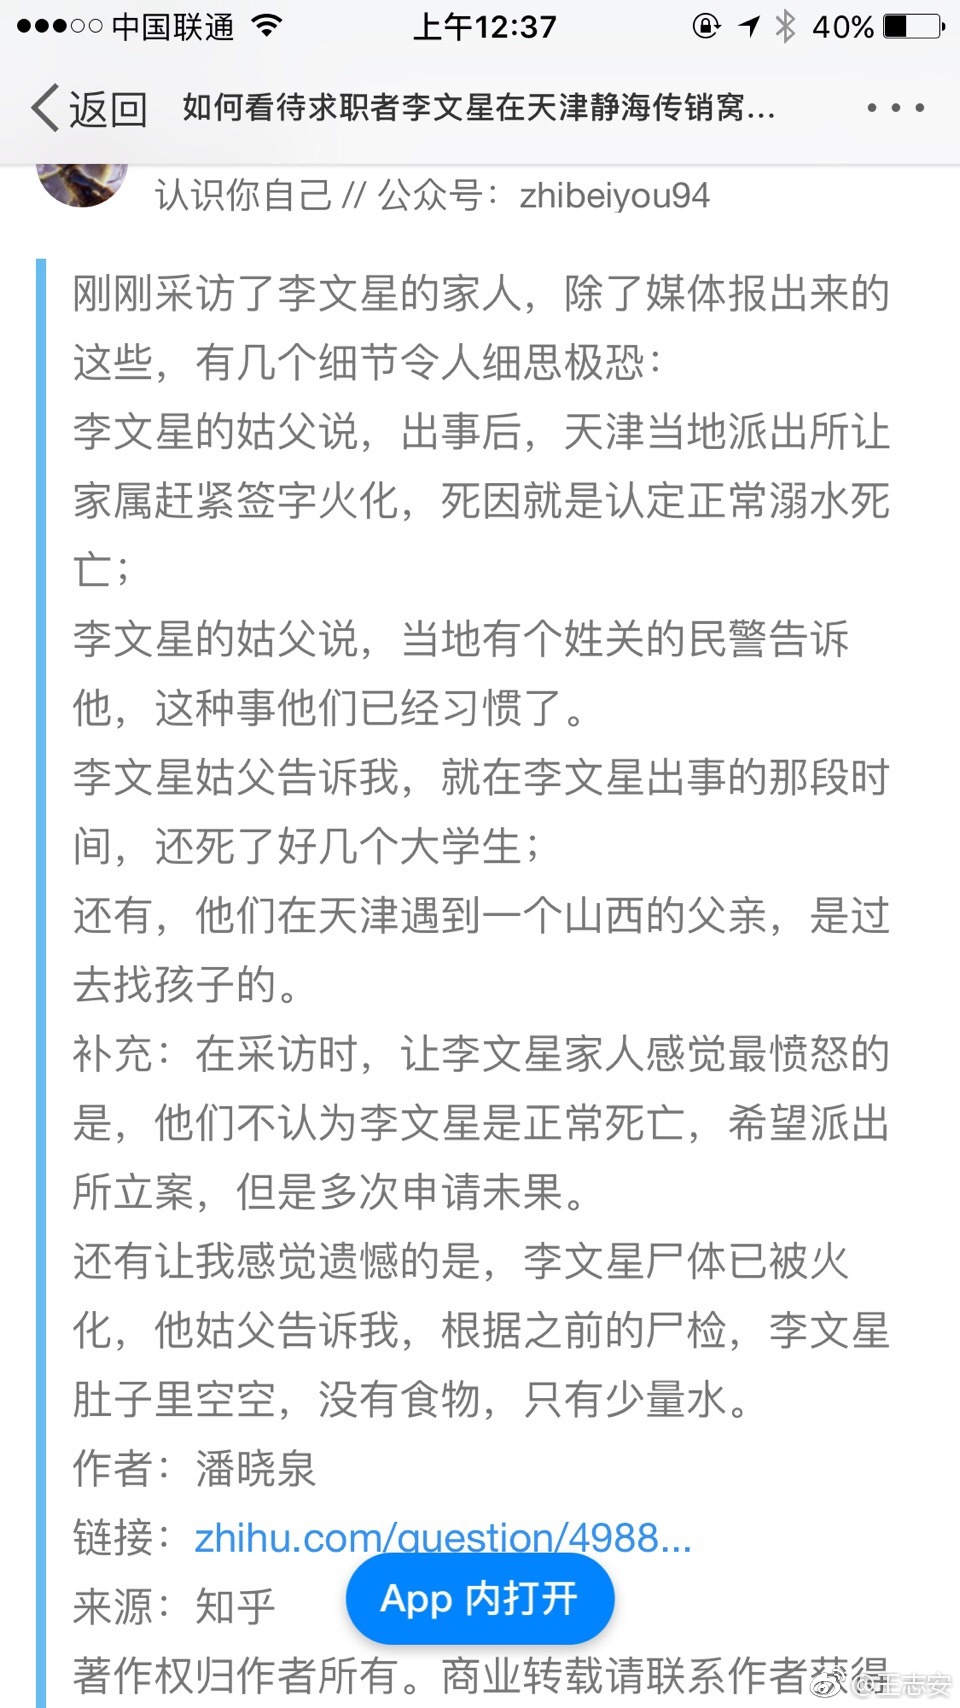 中国联通 上午12:37 40%
返回 如何看待求职者李文星在天津静海传销窝...
认识你自己 // 公众号：zhibeiyou94
刚刚采访了李文星的家人，除了媒体报出来的
这些，有几个细节令人细思极恐：
李文星的姑父说，出事后，天津当地派出所让
家属赶紧签字火化，死因就是认定正常溺水死
亡；
李文星的姑父说，当地有个姓关的民警告诉
他，这种事他们已经习惯了。
李文星姑父告诉我，就在李文星出事的那段时
间，还死了好几个大学生；
还有，他们在天津遇到一个山西的父亲，是过
去找孩子的。
补充：在采访时，让李文星家人感觉最愤怒的
是，他们不认为李文星是正常死亡，希望派出
所立案，但是多次申请未果。
还有让我感觉遗憾的是，李文星尸体已被火
化，他姑父告诉我，根据之前的尸检，李文星
肚子里空空，没有食物，只有少量水。
作者：潘晓泉
链接：zhihu.com/question/4988...
来源：知乎
App 内打开
著作权归作者所有。商业转载请联系作者获得
@王志安